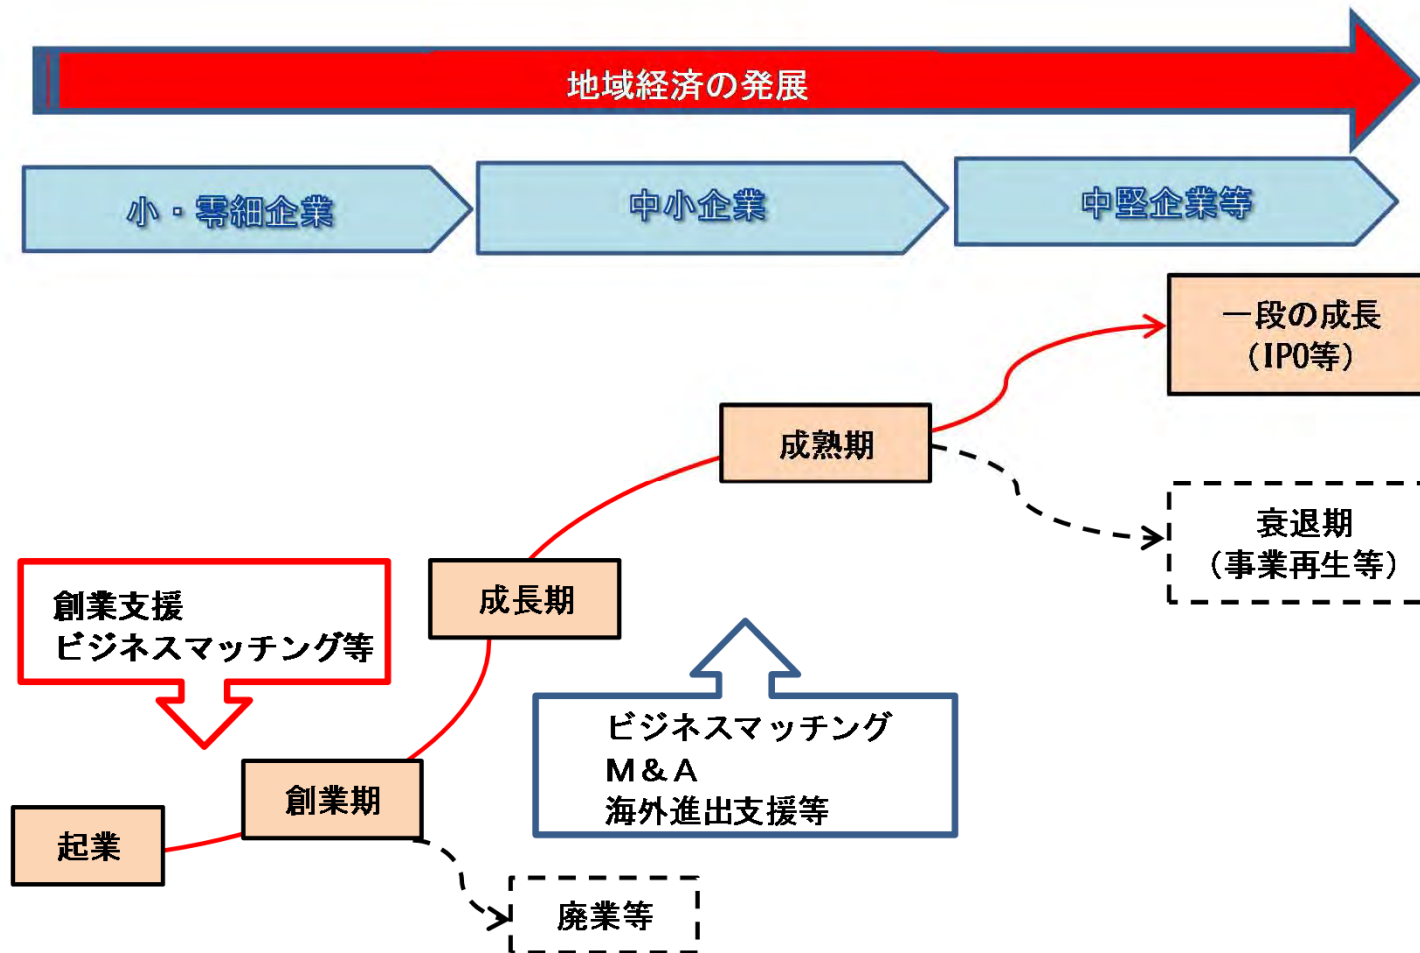 地域経済の発展
小・零細企業
中小企業
中堅企業等
一段の成長
（IPO等）
成熟期
衰退期
（事業再生等）
成長期
創業支援
ビジネスマッチング等
ビジネスマッチング
M＆A
海外進出支援等
創業期
起業
廃業等